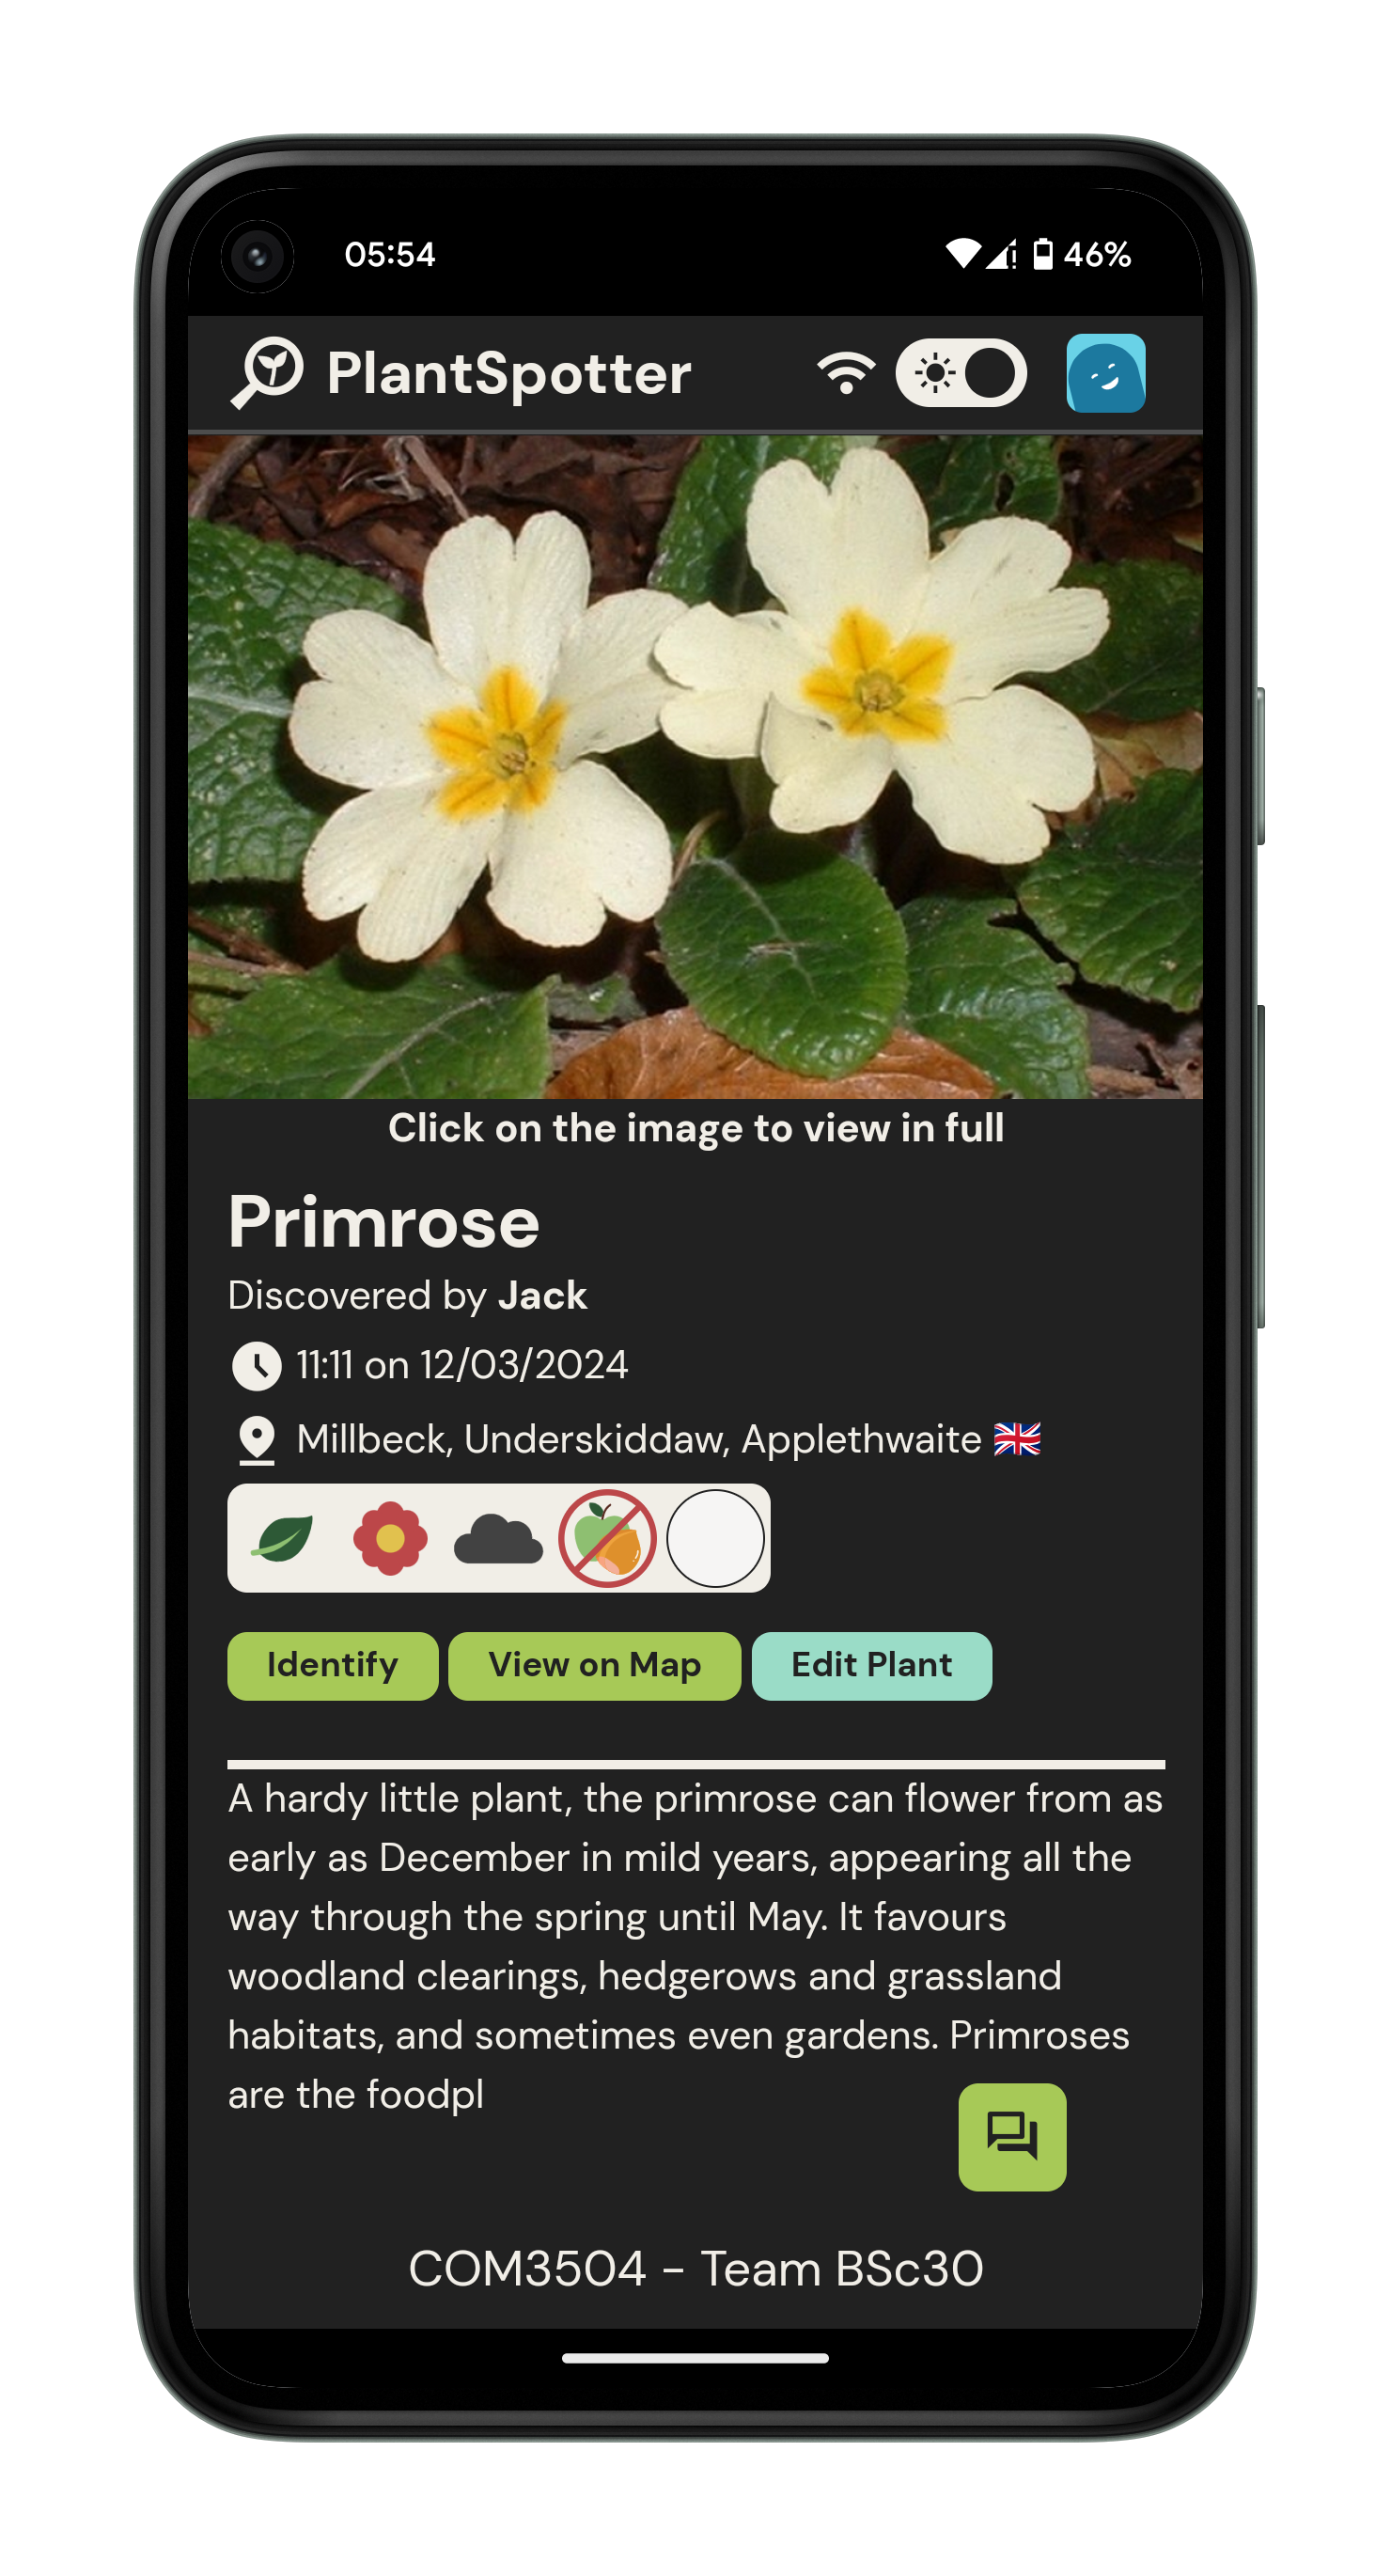 05:54
46%
PlantSpotter
Click on the image to view in full
Primrose
Discovered by Jack
11:11 on 12/03/2024
Millbeck, Underskiddaw, Applethwaite 🇬🇧
Identify
View on Map
Edit Plant
A hardy little plant, the primrose can flower from as
early as December in mild years, appearing all the
way through the spring until May. It favours
woodland clearings, hedgerows and grassland
habitats, and sometimes even gardens. Primroses
are the foodpl
COM3504 - Team BSc30